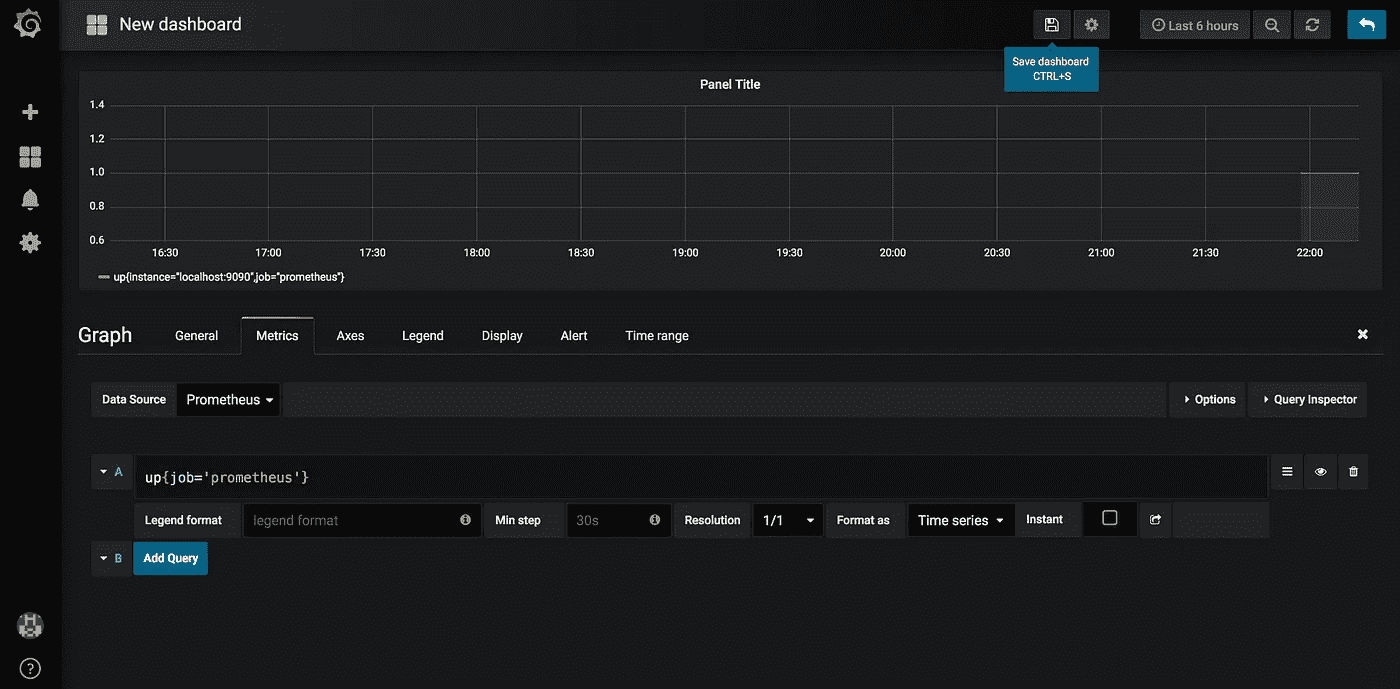 New dashboard
Last 6 hours
Save dashboard
CTRL+S
Panel Title
1.4
1.2
1.0
0.8
0.6
16:30 17:00 17:30 18:00 18:30 19:00 19:30 20:00 20:30 21:00 21:30 22:00
up{instance="localhost:9090",job="prometheus"}
Graph General Metrics Axes Legend Display Alert Time range
Data Source Prometheus Options Query Inspector
A up{job='prometheus'}
Legend format legend format Min step 30s Resolution 1/1 Format as Time series Instant
B Add Query